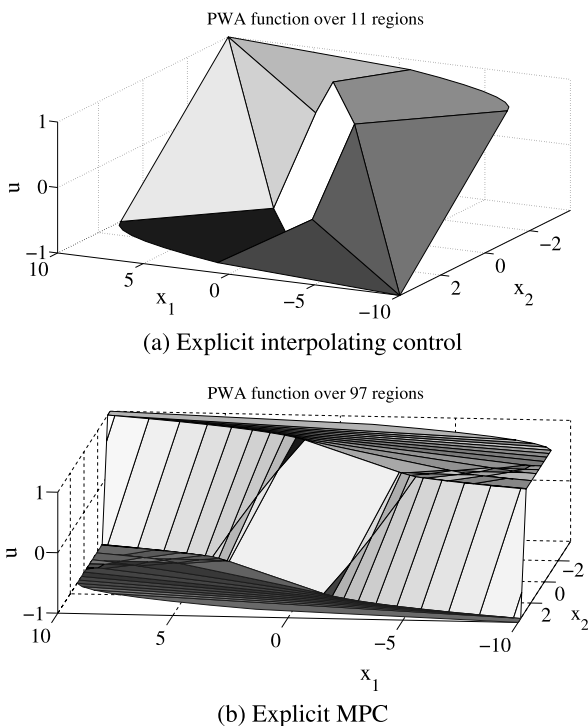 PWA function over 11 regions
1
0
−1
u
10
5
0
−5
−10
x1
2
0
−2
x2
(a) Explicit interpolating control
PWA function over 97 regions
1
0
−1
u
10
5
0
−5
−10
x1
2
0
−2
x2
(b) Explicit MPC